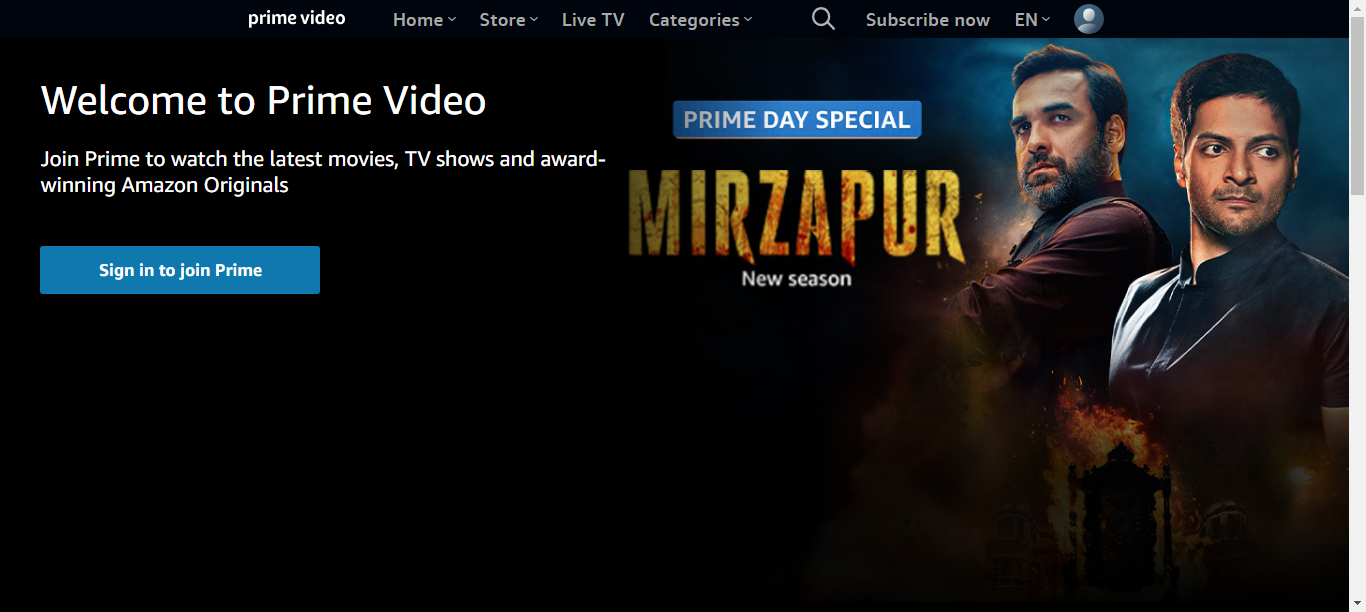 prime video
Home
Store
Live TV
Categories
Subscribe now
EN
Welcome to Prime Video
Join Prime to watch the latest movies, TV shows and award-
winning Amazon Originals
Sign in to join Prime
PRIME DAY SPECIAL
MIRZAPUR
New season